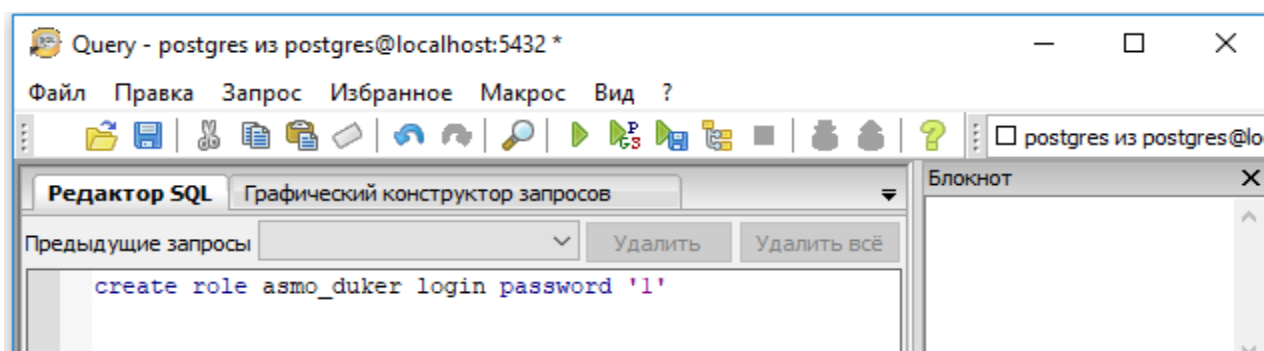 Query - postgres из postgres@localhost:5432 *
Файл Правка Запрос Избранное Макрос Вид ?
postgres из postgres@lo
Редактор SQL Графический конструктор запросов
Блокнот
Предыдущие запросы Удалить Удалить всё
create role asmo_duker login password '1'